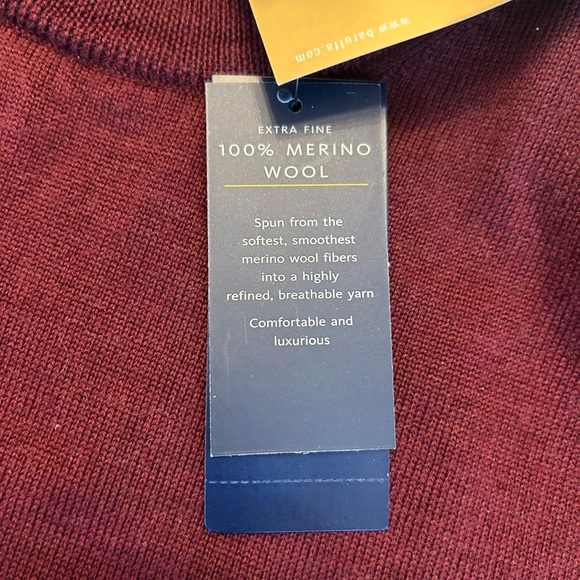 www.baruffa.com
EXTRA FINE
100% MERINO
WOOL
Spun from the
softest, smoothest
merino wool fibers
into a highly
refined, breathable yarn
Comfortable and
luxurious